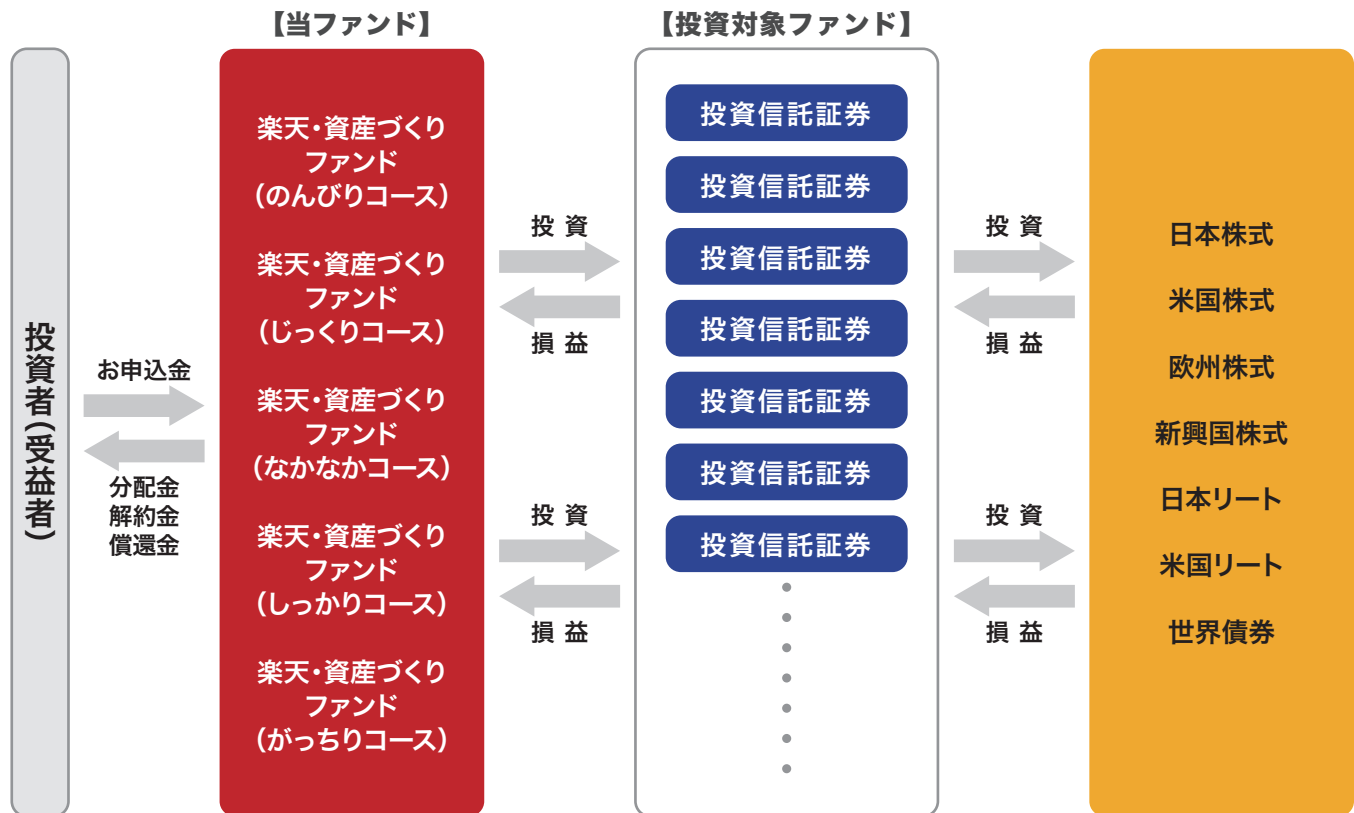 【当ファンド】
【投資対象ファンド】
投資者(受益者)
お申込金
分配金
解約金
償還金
楽天・資産づくり
ファンド
(のんびりコース)
楽天・資産づくり
ファンド
(じっくりコース)
楽天・資産づくり
ファンド
(なかなかコース)
楽天・資産づくり
ファンド
(しっかりコース)
楽天・資産づくり
ファンド
(がっちりコース)
投資
損益
投資
損益
投資信託証券
投資信託証券
投資信託証券
投資信託証券
投資信託証券
投資信託証券
投資信託証券
投資
損益
投資
損益
日本株式
米国株式
欧州株式
新興国株式
日本リート
米国リート
世界債券